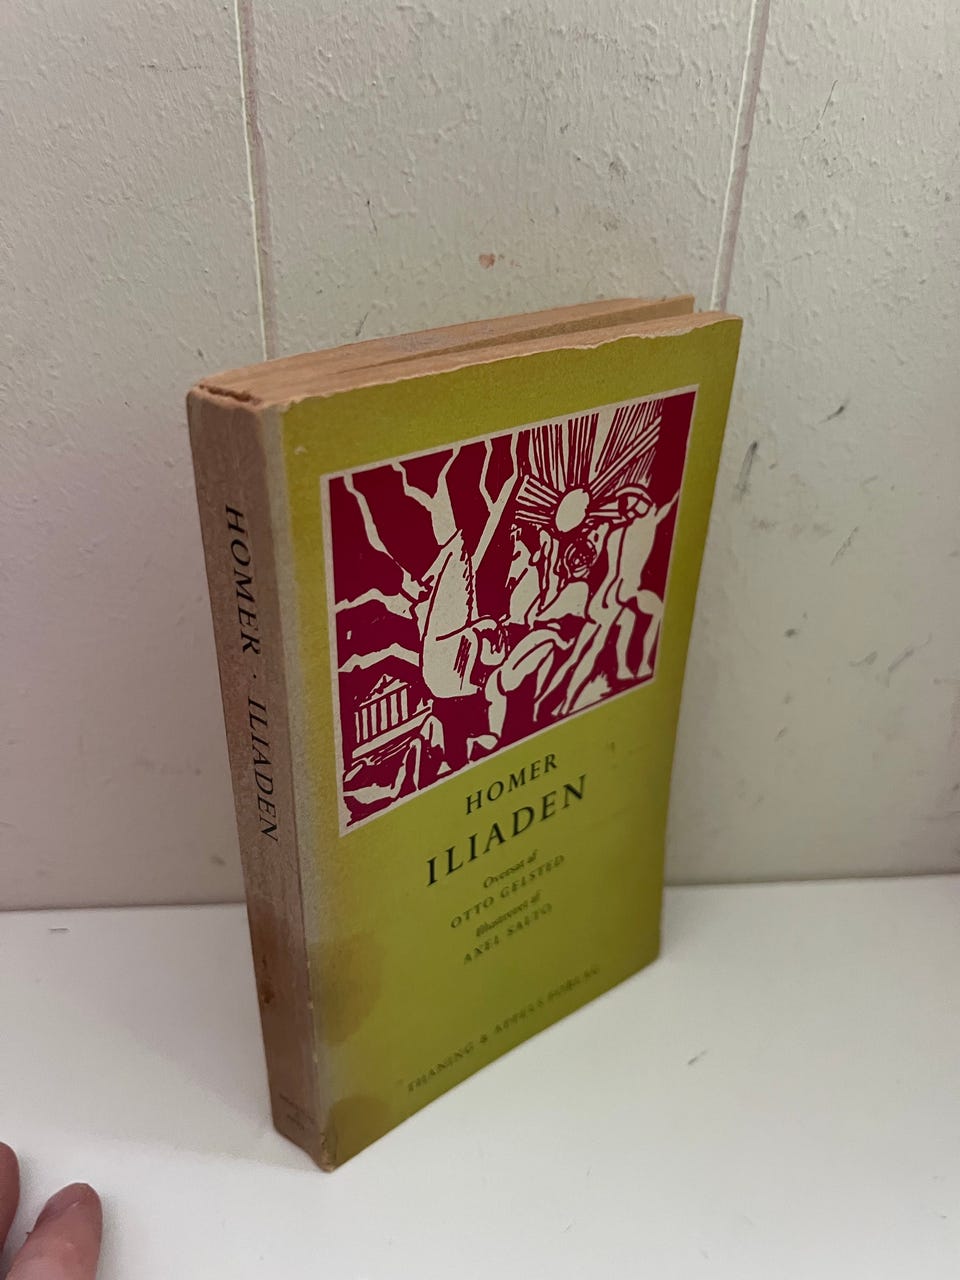 HOMER · ILIADEN
HOMER
ILIADEN
Oversat af
OTTO GELSTED
Illustreret af
AXEL SALTO
THANING & APPELS FORLAG